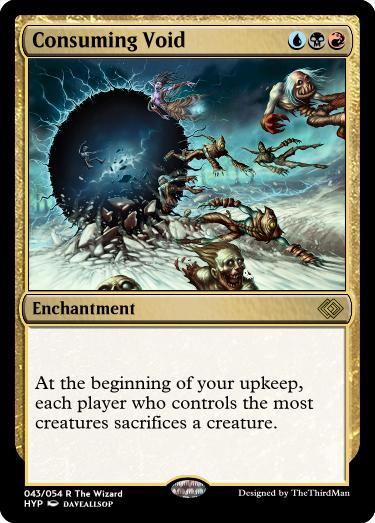 Consuming Void
Enchantment
At the beginning of your upkeep,
each player who controls the most
creatures sacrifices a creature.
043/054 R The Wizard
HYP DAVEALLSOP
Designed by TheThirdMan